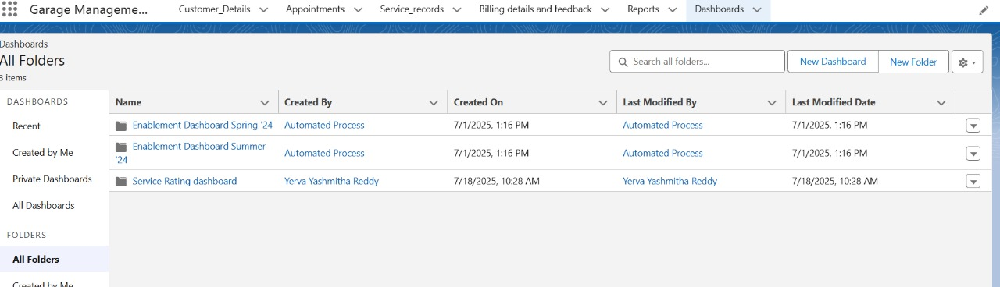 Garage Manageme... Customer_Details Appointments Service_records Billing details and feedback Reports Dashboards
Dashboards
All Folders
3 items
Search all folders...
New Dashboard
New Folder
DASHBOARDS
Recent
Created by Me
Private Dashboards
All Dashboards
FOLDERS
All Folders
Created by Me
Name Created By Created On Last Modified By Last Modified Date
Enablement Dashboard Spring '24 Automated Process 7/1/2025, 1:16 PM Automated Process 7/1/2025, 1:16 PM
Enablement Dashboard Summer
'24 Automated Process 7/1/2025, 1:16 PM Automated Process 7/1/2025, 1:16 PM
Service Rating dashboard Yerva Yashmitha Reddy 7/18/2025, 10:28 AM Yerva Yashmitha Reddy 7/18/2025, 10:28 AM